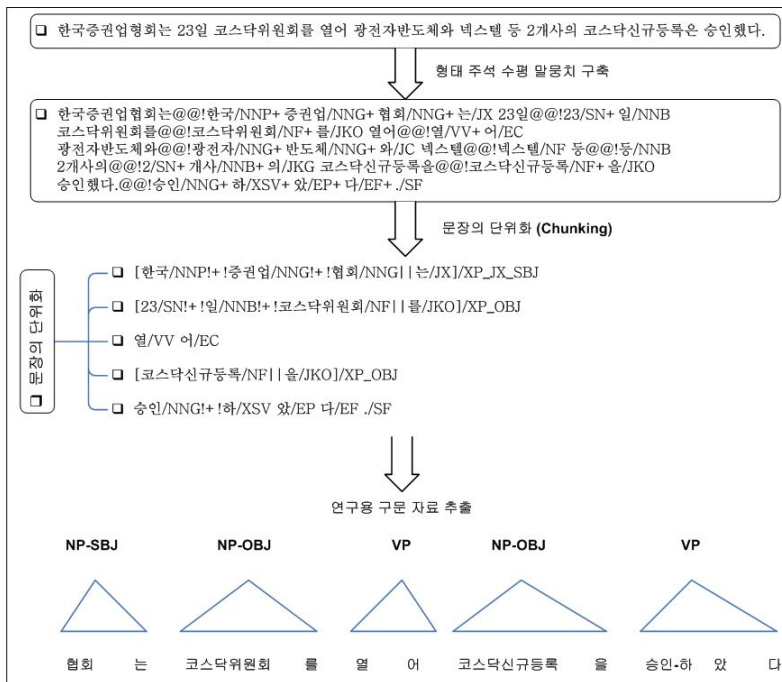 ❑ 한국증권업형회는 23일 코스닥위원회를 열어 광전자반도체와 넥스텔 등 2개사의 코스닥신규등록은 승인했다.
형태 주석 수평 말뭉치 구축
❑ 한국증권업협회는@@!한국/NNP+ 증권업/NNG+ 협회/NNG+ 는/JX 23일@@!23/SN+ 일/NNB
코스닥위원회를@@!코스닥위원회/NF+ 를/JKO 열어@@!열/VV+ 어/EC
광전자반도체와@@!광전자/NNG+ 반도체/NNG+ 와/JC 넥스텔@@!넥스텔/NF 등@@!등/NNB
2개사의@@!2/SN+ 개사/NNB+ 의/JKG 코스닥신규등록을@@!코스닥신규등록/NF+ 을/JKO
승인했다.@@!승인/NNG+ 하/XSV+ 았/EP+ 다/EF+ ./SF
문장의 단위화 (Chunking)
❑ 문장의 단위화
❑ [한국/NNP!+ !증권업/NNG!+ !협회/NNG||는/JX]/XP_JX_SBJ
❑ [23/SN!+ !일/NNB!+ !코스닥위원회/NF||를/JKO]/XP_OBJ
❑ 열/VV 어/EC
❑ [코스닥신규등록/NF||을/JKO]/XP_OBJ
❑ 승인/NNG!+ !하/XSV 았/EP 다/EF ./SF
연구용 구문 자료 추출
NP-SBJ NP-OBJ VP NP-OBJ VP
협회 는 코스닥위원회 를 열 어 코스닥신규등록 을 승인-하 았 다